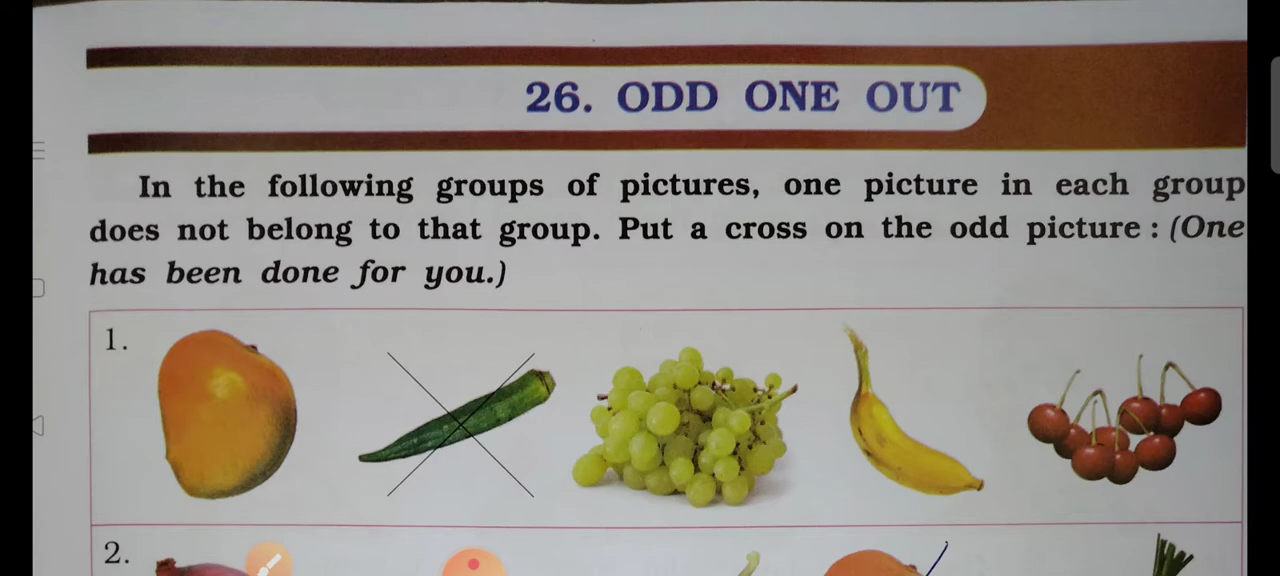 26. ODD ONE OUT
In the following groups of pictures, one picture in each group
does not belong to that group. Put a cross on the odd picture : (One
has been done for you.)
1.
2.